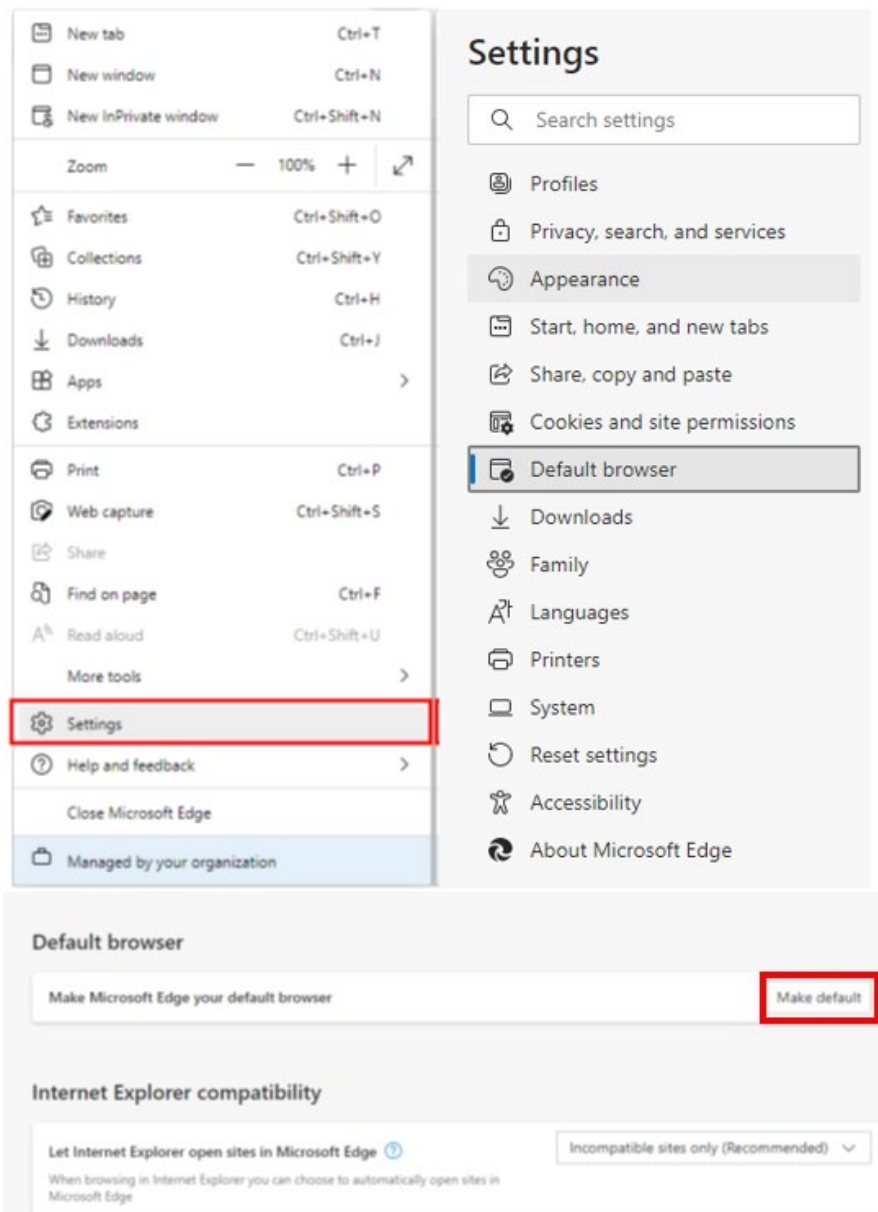 New tab Ctrl+T
New window Ctrl+N
New InPrivate window Ctrl+Shift+N
Zoom — 100% +
Favorites Ctrl+Shift+O
Collections Ctrl+Shift+Y
History Ctrl+H
Downloads Ctrl+J
Apps
Extensions
Print Ctrl+P
Web capture Ctrl+Shift+S
Share
Find on page Ctrl+F
Read aloud Ctrl+Shift+U
More tools
Settings
Help and feedback
Close Microsoft Edge
Managed by your organization
Settings
Search settings
Profiles
Privacy, search, and services
Appearance
Start, home, and new tabs
Share, copy and paste
Cookies and site permissions
Default browser
Downloads
Family
Languages
Printers
System
Reset settings
Accessibility
About Microsoft Edge
Default browser
Make Microsoft Edge your default browser Make default
Internet Explorer compatibility
Let Internet Explorer open sites in Microsoft Edge Incompatible sites only (Recommended)
When browsing in Internet Explorer you can choose to automatically open sites in
Microsoft Edge